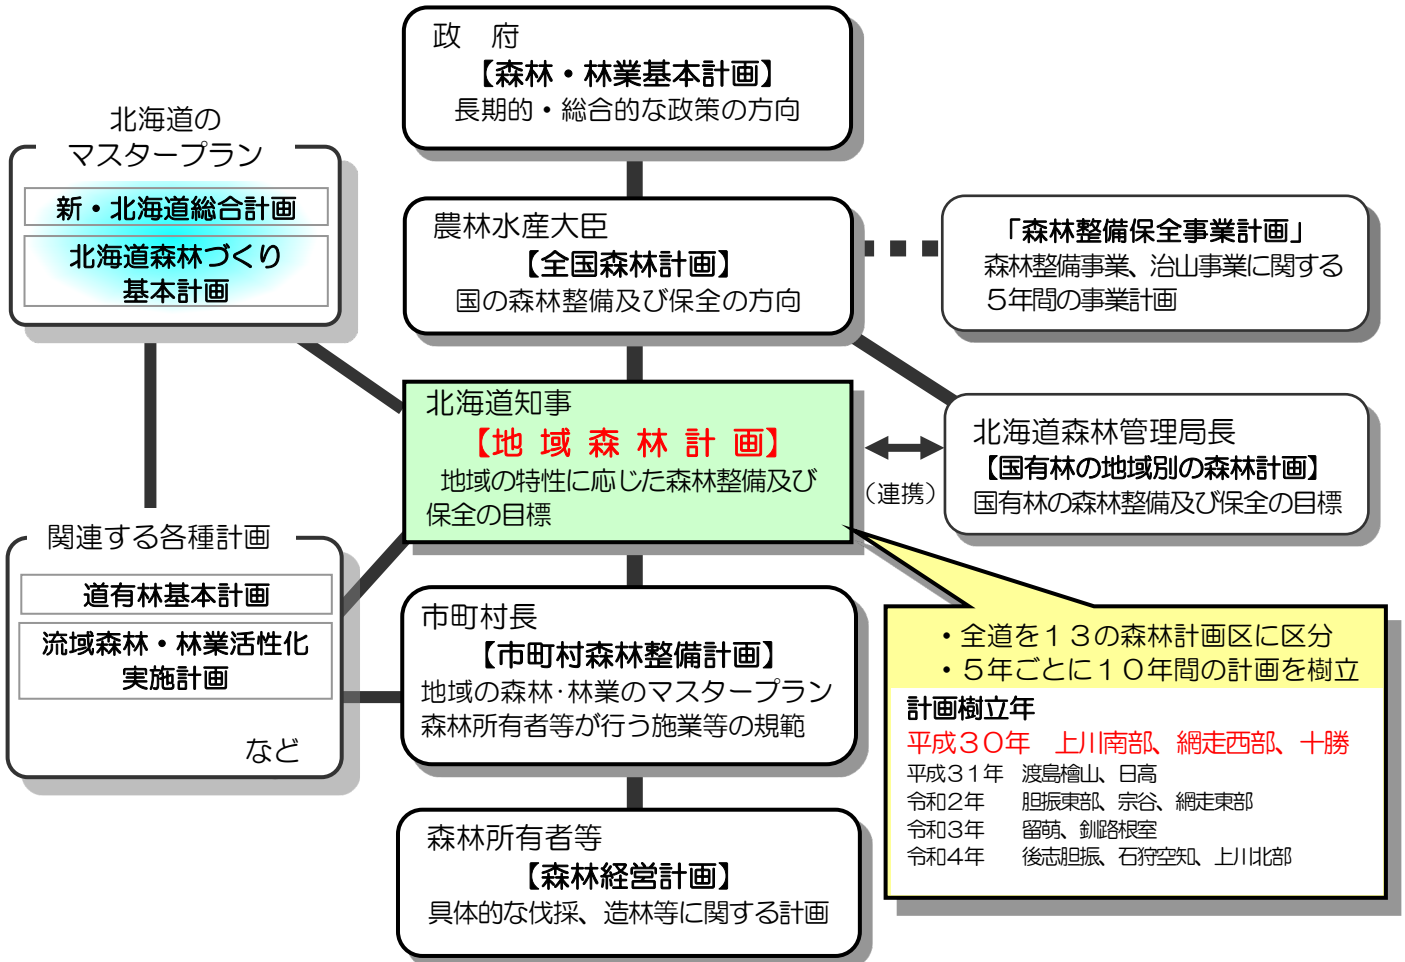 政　府
【森林・林業基本計画】
長期的・総合的な政策の方向
北海道の
マスタープラン
新・北海道総合計画
北海道森林づくり
基本計画
農林水産大臣
【全国森林計画】
国の森林整備及び保全の方向
「森林整備保全事業計画」
森林整備事業、治山事業に関する
５年間の事業計画
北海道知事
【地 域 森 林 計 画】
地域の特性に応じた森林整備及び
保全の目標
（連携）
北海道森林管理局長
【国有林の地域別の森林計画】
国有林の森林整備及び保全の目標
関連する各種計画
道有林基本計画
流域森林・林業活性化
実施計画
など
市町村長
【市町村森林整備計画】
地域の森林･林業のマスタープラン
森林所有者等が行う施業等の規範
・全道を１３の森林計画区に区分
・５年ごとに１０年間の計画を樹立
計画樹立年
平成３０年　上川南部、網走西部、十勝
平成３１年　渡島檜山、日高
令和２年　胆振東部、宗谷、網走東部
令和３年　留萌、釧路根室
令和４年　後志胆振、石狩空知、上川北部
森林所有者等
【森林経営計画】
具体的な伐採、造林等に関する計画